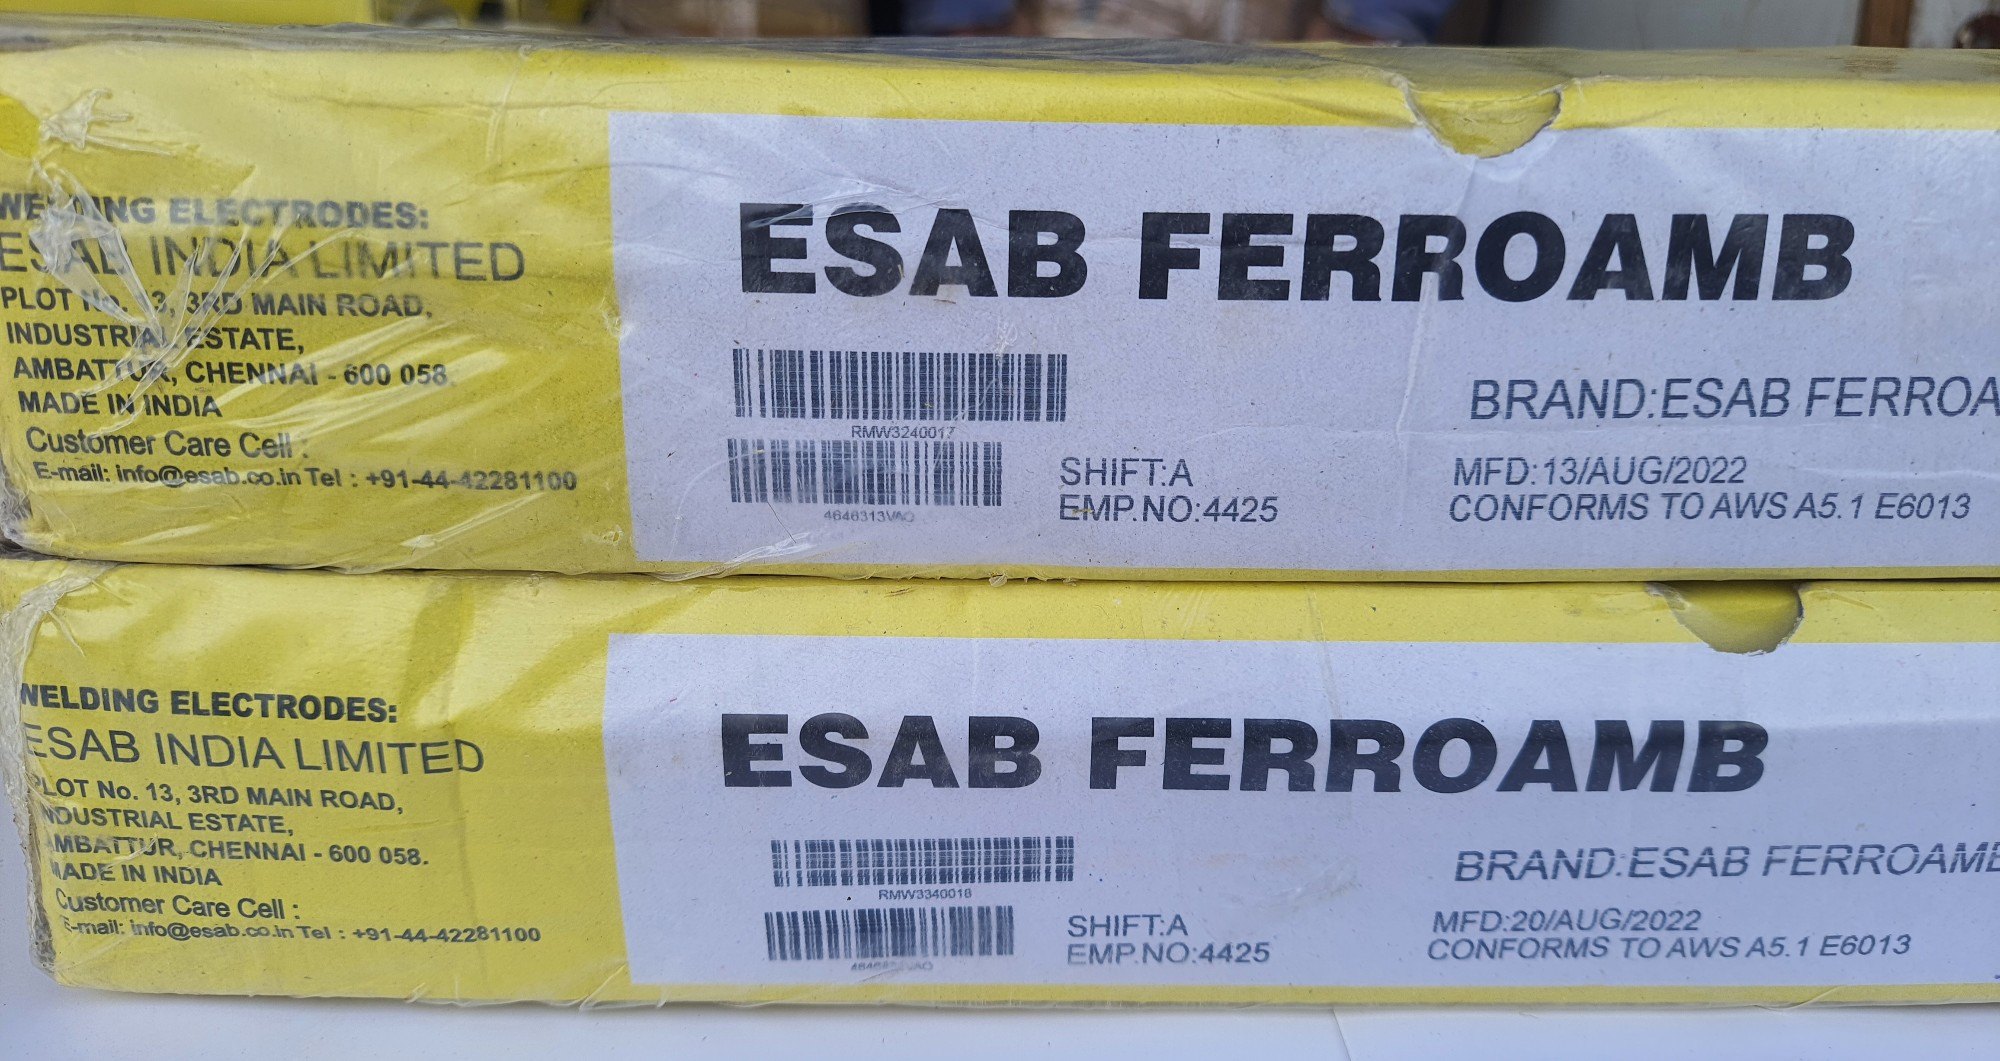 WELDING ELECTRODES:
ESAB INDIA LIMITED
PLOT No. 13, 3RD MAIN ROAD,
INDUSTRIAL ESTATE,
AMBATTUR, CHENNAI - 600 058.
MADE IN INDIA
Customer Care Cell :
E-mail: info@esab.co.in Tel : +91-44-42281100
ESAB FERROAMB
RMW3240017
4646313VAO
SHIFT:A
EMP.NO:4425
BRAND:ESAB FERROA
MFD:13/AUG/2022
CONFORMS TO AWS A5.1 E6013
WELDING ELECTRODES:
ESAB INDIA LIMITED
PLOT No. 13, 3RD MAIN ROAD,
NDUSTRIAL ESTATE,
AMBATTUR, CHENNAI - 600 058.
MADE IN INDIA
Customer Care Cell :
E-mail: info@esab.co.in Tel : +91-44-42281100
ESAB FERROAMB
RMW3340018
SHIFT:A
EMP.NO:4425
BRAND:ESAB FERROAMB
MFD:20/AUG/2022
CONFORMS TO AWS A5.1 E6013